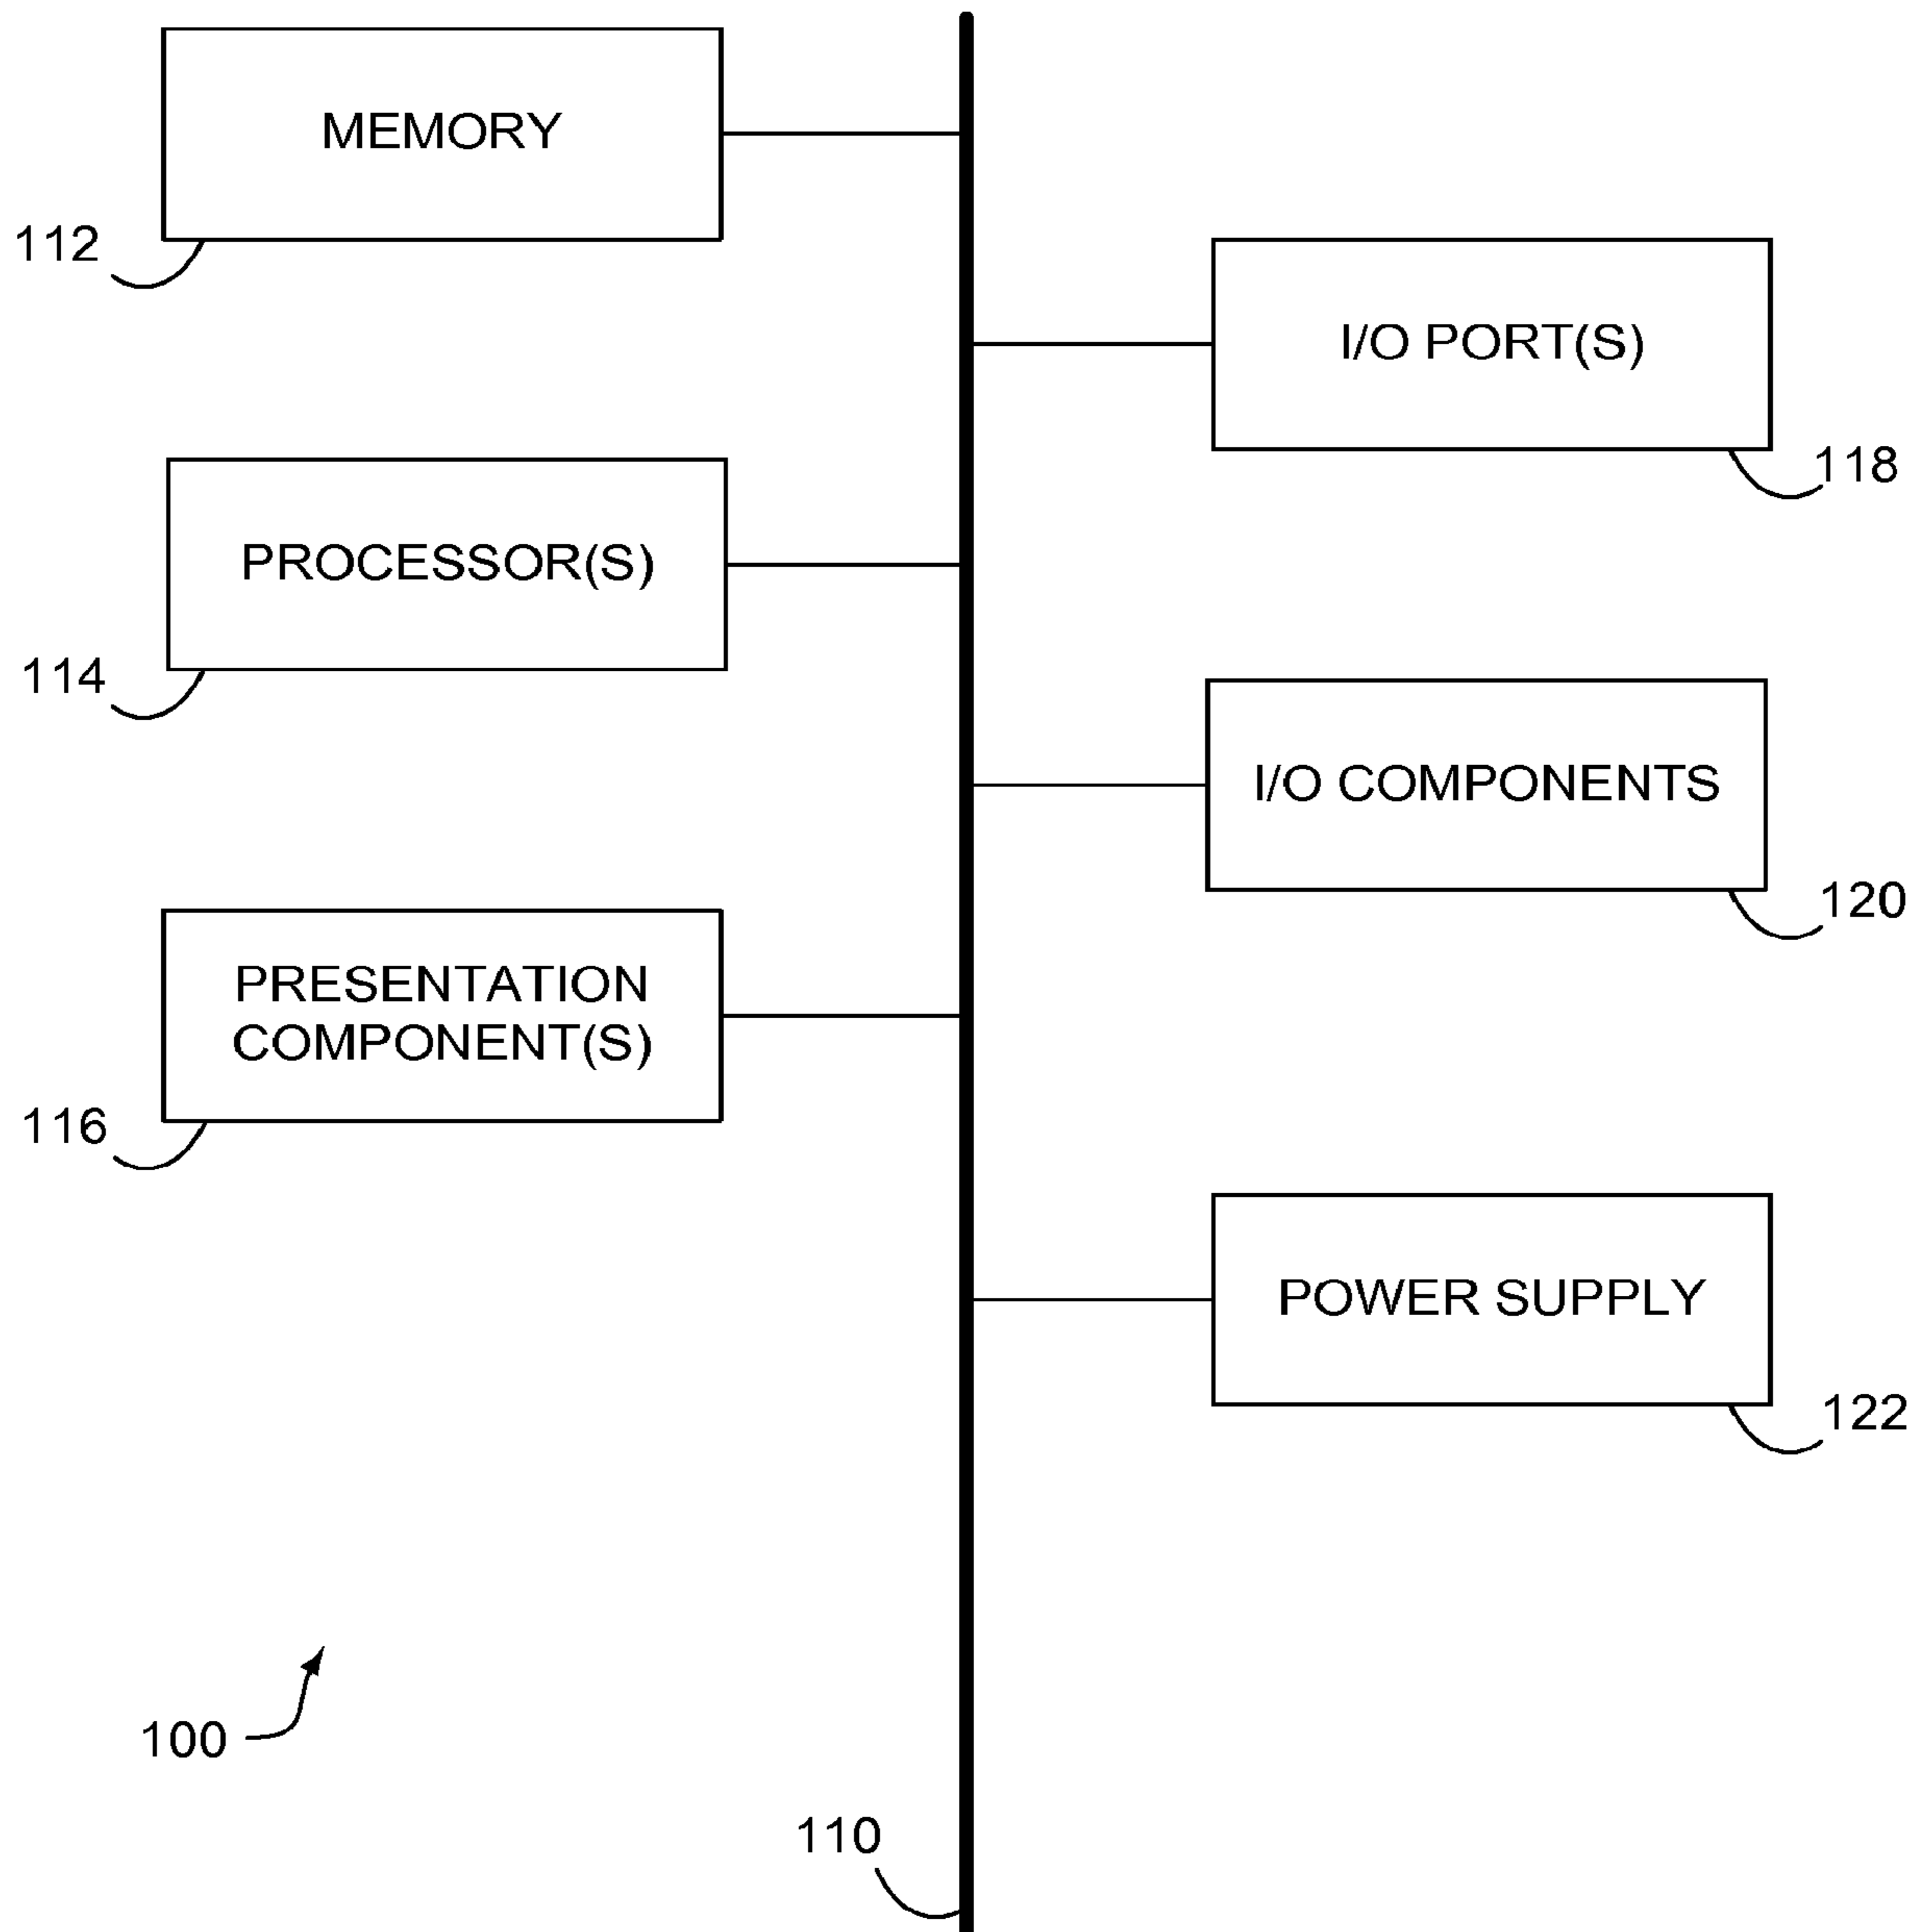 MEMORY
112
I/O PORT(S)
118
PROCESSOR(S)
114
I/O COMPONENTS
120
PRESENTATION
COMPONENT(S)
116
POWER SUPPLY
122
100
110